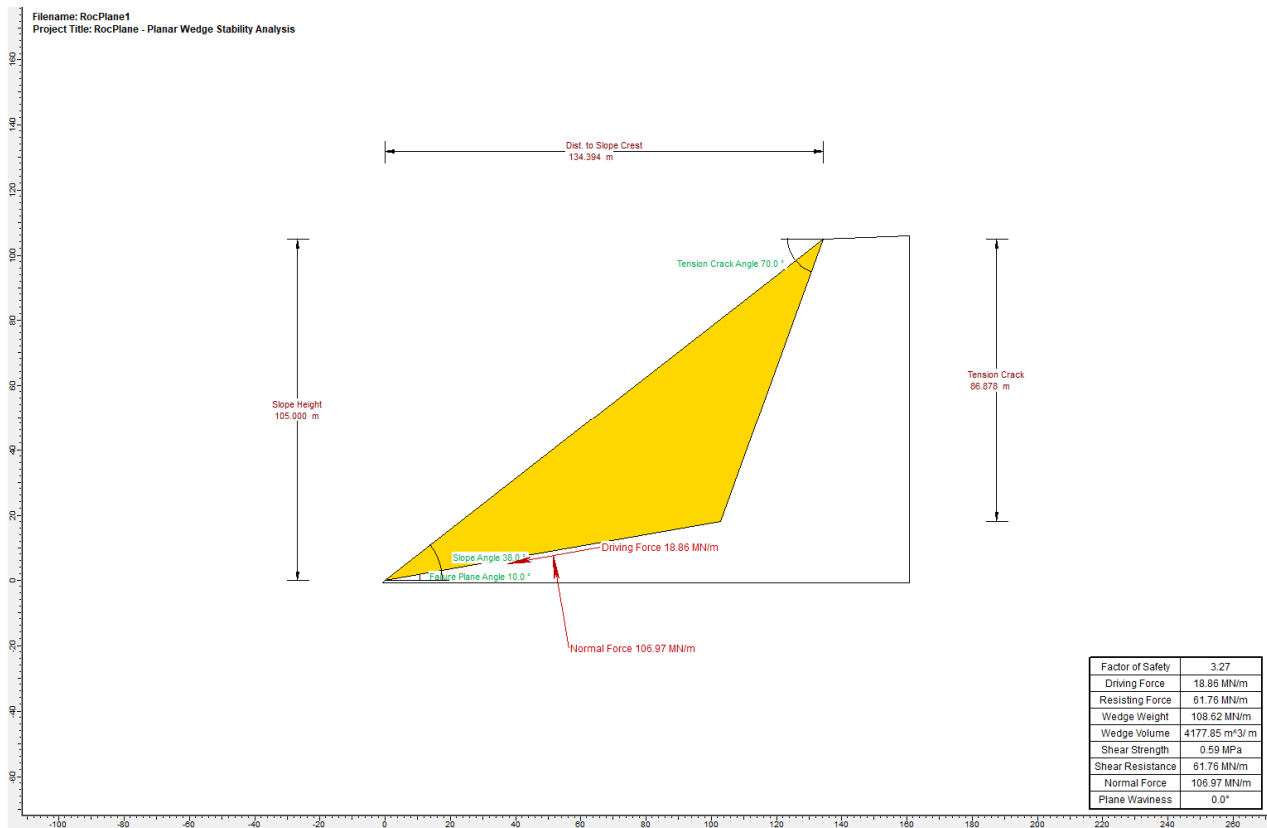 Filename: RocPlane1
Project Title: RocPlane - Planar Wedge Stability Analysis
Dist. to Slope Crest
134.394 m
Tension Crack Angle 70.0 °
Slope Height
105.000 m
Tension Crack
86.878 m
Slope Angle 38.0 °
Failure Plane Angle 10.0 °
Driving Force 18.86 MN/m
Normal Force 106.97 MN/m
Factor of Safety 3.27
Driving Force 18.86 MN/m
Resisting Force 61.76 MN/m
Wedge Weight 108.62 MN/m
Wedge Volume 4177.85 m^3/ m
Shear Strength 0.59 MPa
Shear Resistance 61.76 MN/m
Normal Force 106.97 MN/m
Plane Waviness 0.0°
160
140
120
100
80
60
40
20
0
-20
-40
-60
-100 -80 -60 -40 -20 0 20 40 60 80 100 120 140 160 180 200 220 240 260